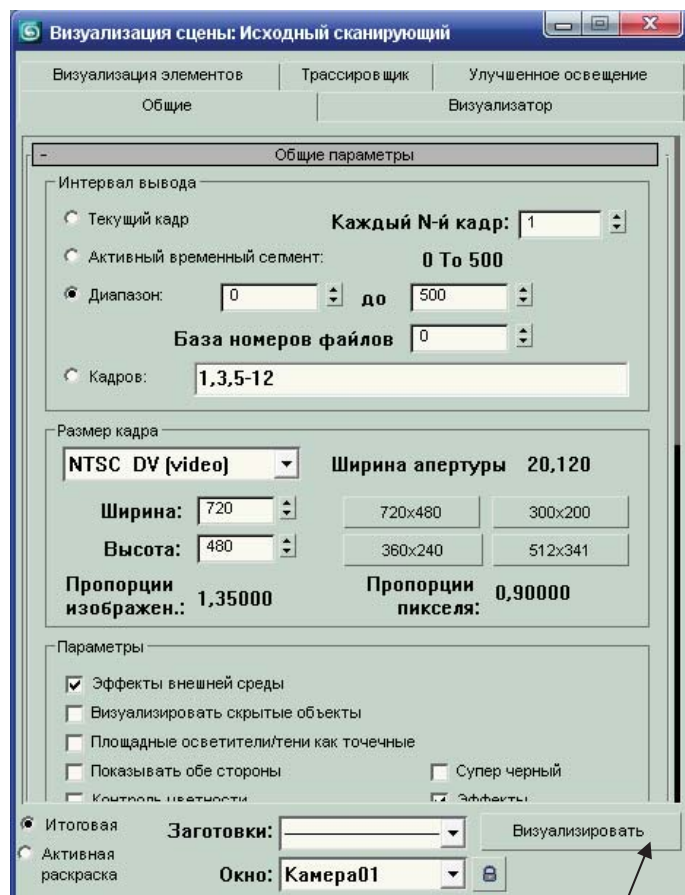 Визуализация сцены: Исходный сканирующий
Визуализация элементов Трассировщик Улучшенное освещение
Общие Визуализатор
- Общие параметры
Интервал вывода
Текущий кадр Каждый N-й кадр: 1
Активный временный сегмент: 0 To 500
Диапазон: 0 до 500
База номеров файлов 0
Кадров: 1,3,5-12
Размер кадра
NTSC DV (video) Ширина апертуры 20,120
Ширина: 720 720x480 300x200
Высота: 480 360x240 512x341
Пропорции изображен.: 1,35000 Пропорции пикселя: 0,90000
Параметры
Эффекты внешней среды
Визуализировать скрытые объекты
Площадные осветители/тени как точечные
Показывать обе стороны Супер черный
Контроль цветности Эффекты
Итоговая Заготовки: Визуализировать
Активная раскраска Окно: Камера01